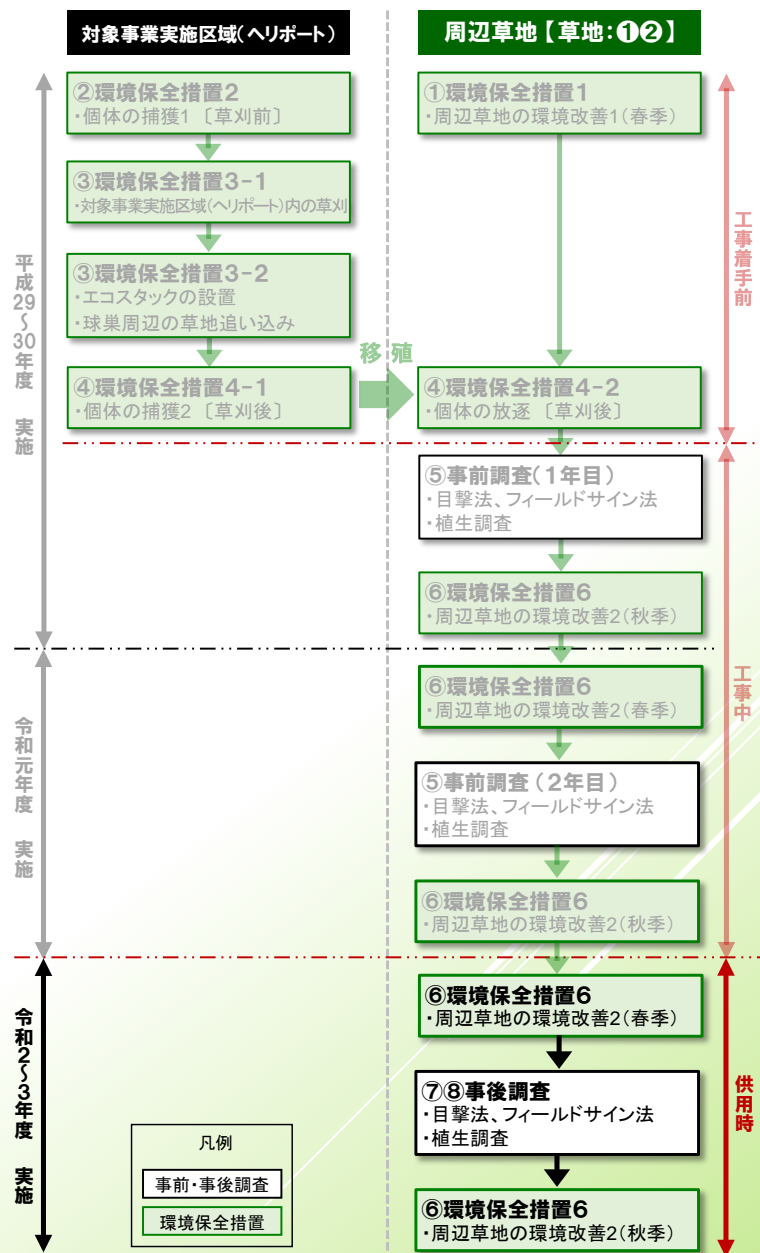 対象事業実施区域(ヘリポート)
周辺草地【草地:❶❷】
平成29～30年度 実施
②環境保全措置2
・個体の捕獲1 〔草刈前〕
③環境保全措置3-1
・対象事業実施区域(ヘリポート)内の草刈
③環境保全措置3-2
・エコスタックの設置
・球巣周辺の草地追い込み
④環境保全措置4-1
・個体の捕獲2 〔草刈後〕
移 殖
①環境保全措置1
・周辺草地の環境改善1(春季)
④環境保全措置4-2
・個体の放逐 〔草刈後〕
工事着手前
⑤事前調査(1年目)
・目撃法、フィールドサイン法
・植生調査
⑥環境保全措置6
・周辺草地の環境改善2(秋季)
令和元年度 実施
⑥環境保全措置6
・周辺草地の環境改善2(春季)
工事中
⑤事前調査(2年目)
・目撃法、フィールドサイン法
・植生調査
⑥環境保全措置6
・周辺草地の環境改善2(秋季)
令和2～3年度 実施
⑥環境保全措置6
・周辺草地の環境改善2(春季)
⑦⑧事後調査
・目撃法、フィールドサイン法
・植生調査
⑥環境保全措置6
・周辺草地の環境改善2(秋季)
供用時
凡例
事前・事後調査
環境保全措置